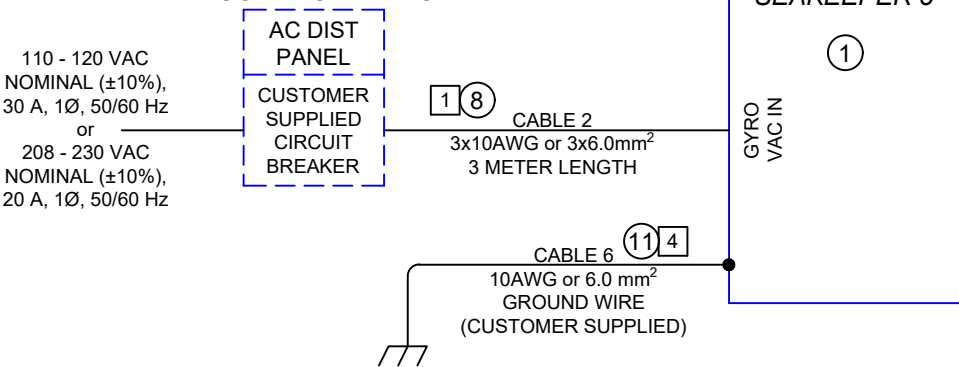 AC DIST
PANEL
110 - 120 VAC
NOMINAL (±10%),
30 A, 1Ø, 50/60 Hz
or
208 - 230 VAC
NOMINAL (±10%),
20 A, 1Ø, 50/60 Hz
CUSTOMER
SUPPLIED
CIRCUIT
BREAKER
1 8
CABLE 2
3x10AWG or 3x6.0mm²
3 METER LENGTH
GYRO
VAC IN
1
CABLE 6
11 4
10AWG or 6.0 mm²
GROUND WIRE
(CUSTOMER SUPPLIED)